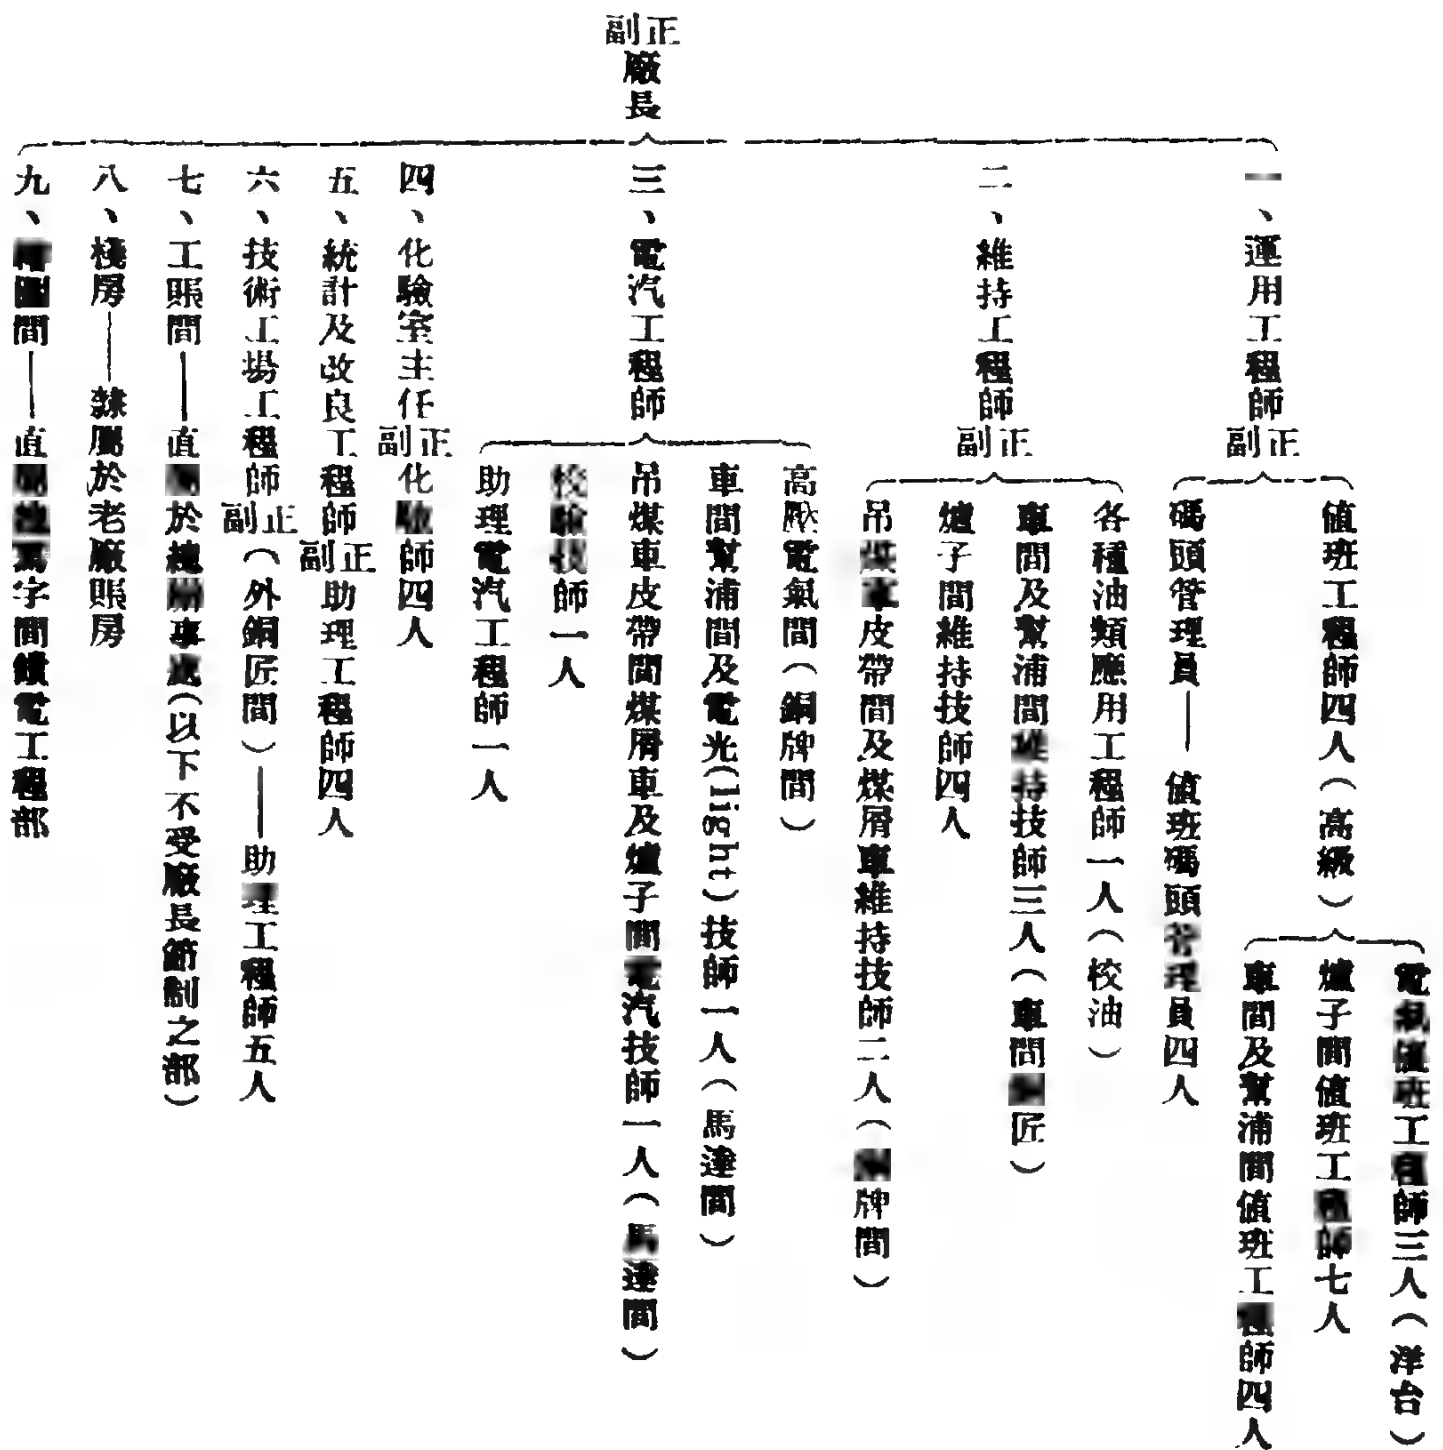 正副廠長
一、運用工程師正副
值班工程師四人（高級）
電氣值班工程師三人（洋台）
爐子間值班工程師七人
車間及幫浦間值班工程師四人
碼頭管理員——值班碼頭管理員四人
二、維持工程師正副
各種油類應用工程師一人（校油）
車間及幫浦間維持技師三人（車間銅匠）
爐子間維持技師四人
吊煤車皮帶間及煤屑車維持技師二人（銅牌間）
三、電汽工程師
高壓電氣間（銅牌間）
車間幫浦間及電光(light)技師一人（馬達間）
吊煤車皮帶間煤屑車及爐子間電汽技師一人（馬達間）
校驗技師一人
助理電汽工程師一人
四、化驗室主任正副化驗師四人
五、統計及改良工程師正副助理工程師四人
六、技術工場工程師正副（外銅匠間）——助理工程師五人
七、工賬間——直屬於總辦事處（以下不受廠長節制之部）
八、棧房——隸屬於老廠賬房
九、圖間——直寫字間饋電工程部